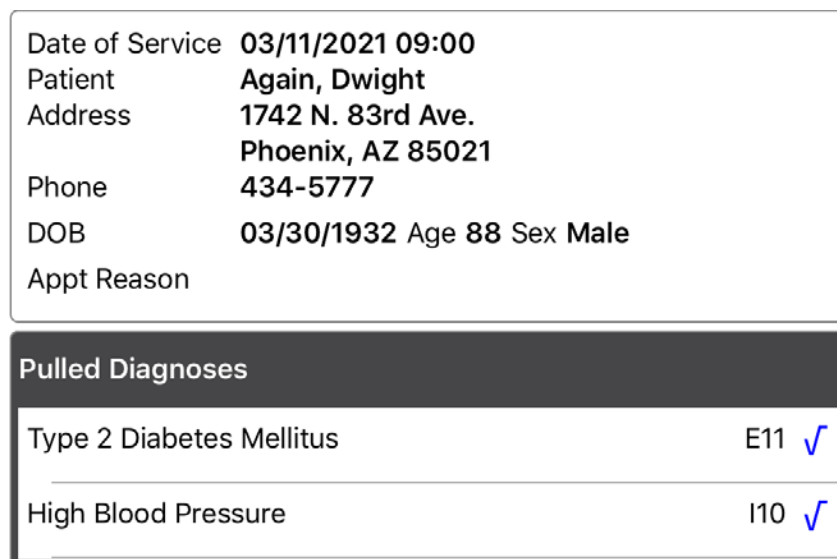 Date of Service 03/11/2021 09:00
Patient Again, Dwight
Address 1742 N. 83rd Ave.
Phoenix, AZ 85021
Phone 434-5777
DOB 03/30/1932 Age 88 Sex Male
Appt Reason
Pulled Diagnoses
Type 2 Diabetes Mellitus E11 √
High Blood Pressure I10 √